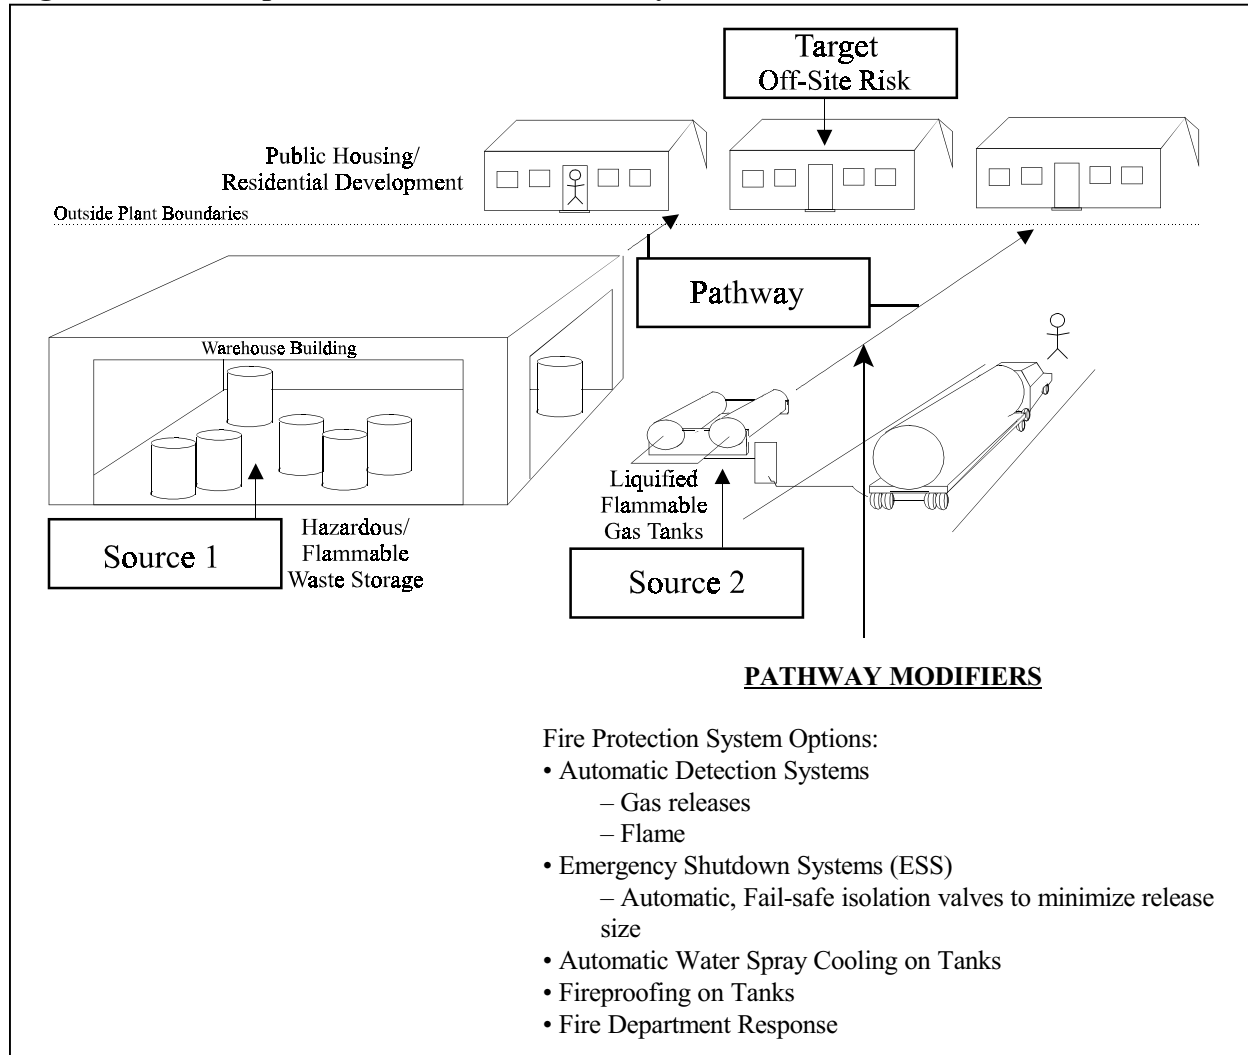 Target
Off-Site Risk
Public Housing/
Residential Development
Outside Plant Boundaries
Pathway
Warehouse Building
Liquified
Flammable
Gas Tanks
Source 1
Hazardous/
Flammable
Waste Storage
Source 2
PATHWAY MODIFIERS
Fire Protection System Options:
• Automatic Detection Systems
– Gas releases
– Flame
• Emergency Shutdown Systems (ESS)
– Automatic, Fail-safe isolation valves to minimize release
size
• Automatic Water Spray Cooling on Tanks
• Fireproofing on Tanks
• Fire Department Response